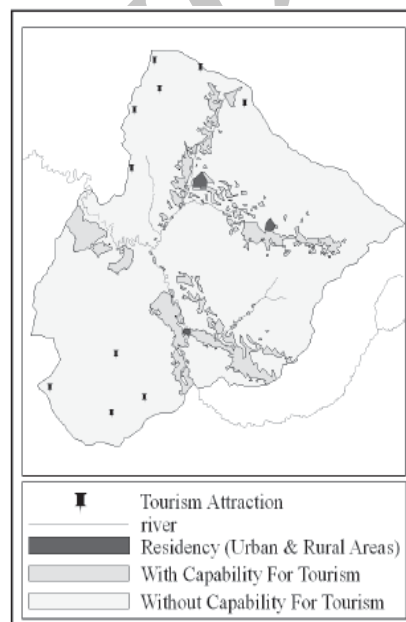 Tourism Attraction
river
Residency (Urban & Rural Areas)
With Capability For Tourism
Without Capability For Tourism